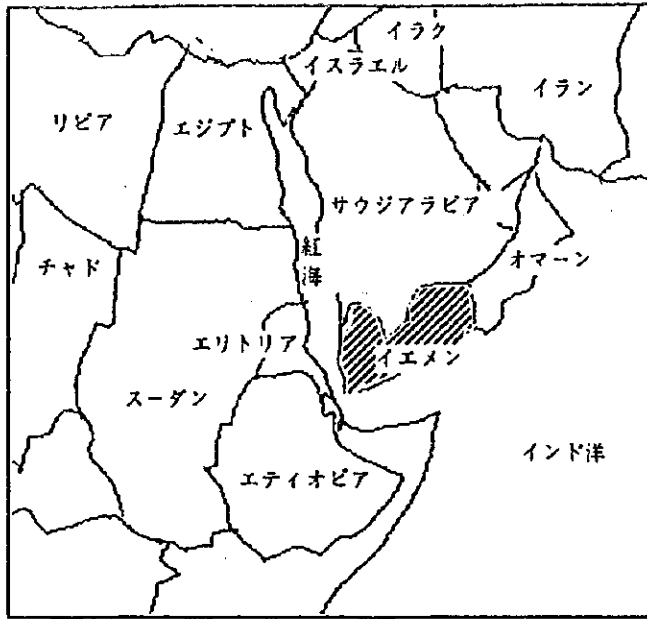 イラク
イスラエル
イラン
リビア
エジプト
サウジアラビア
紅海
オマーン
チャド
エリトリア
イエメン
スーダン
インド洋
エティオピア